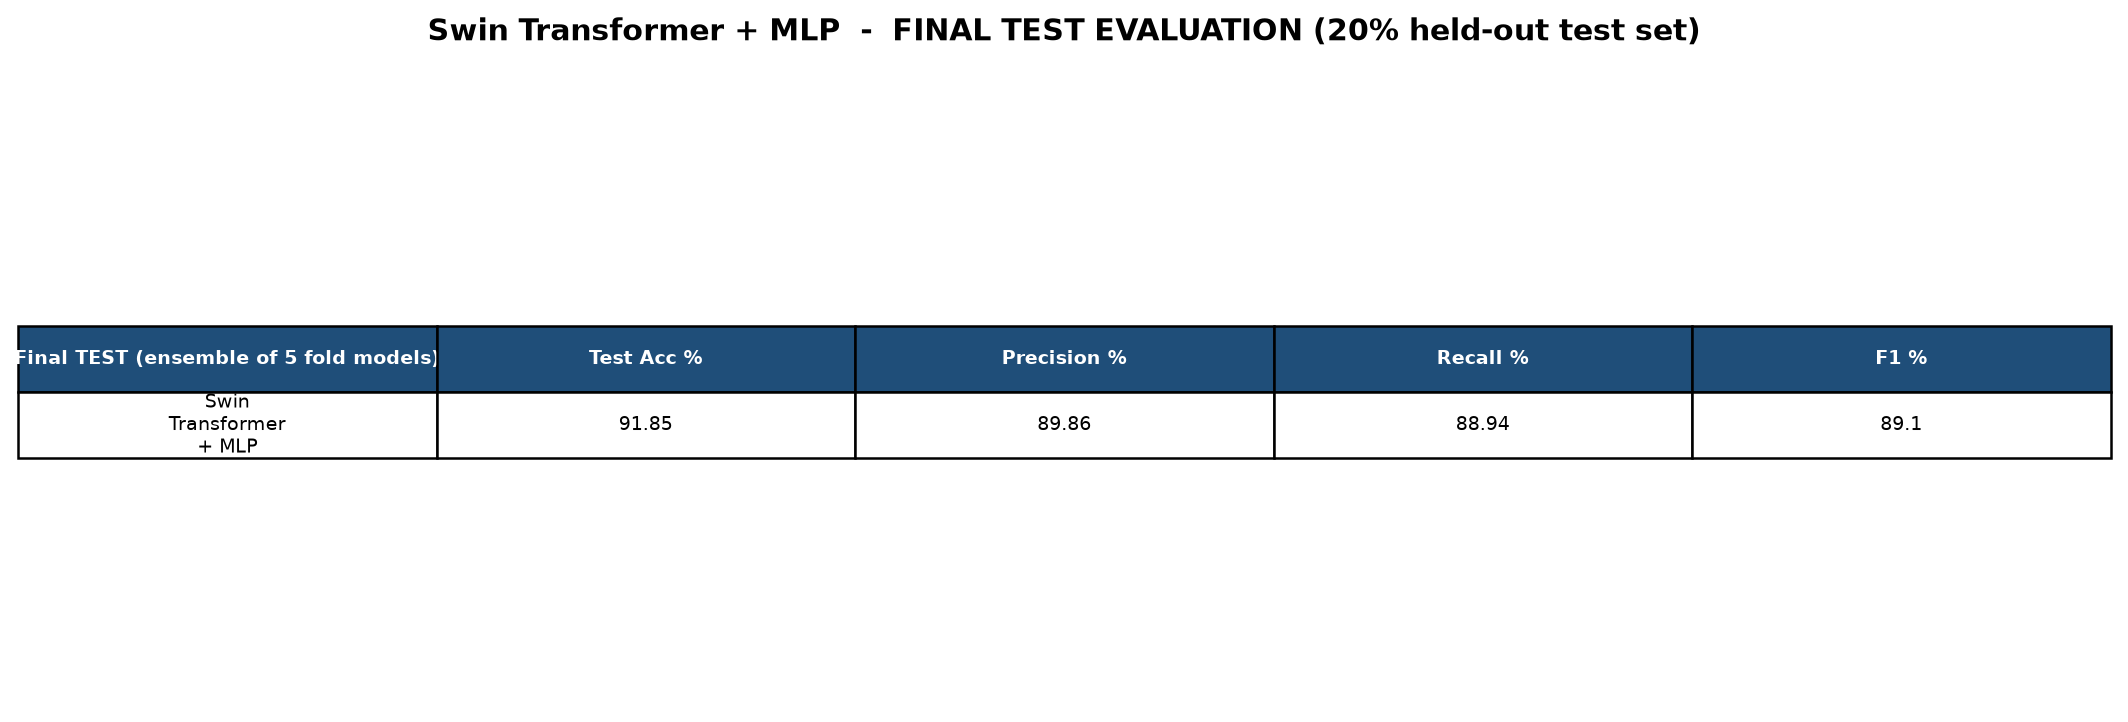 Swin Transformer + MLP - FINAL TEST EVALUATION (20% held-out test set)
Final TEST (ensemble of 5 fold models) Test Acc % Precision % Recall % F1 %
Swin
Transformer
+ MLP
91.85 89.86 88.94 89.1